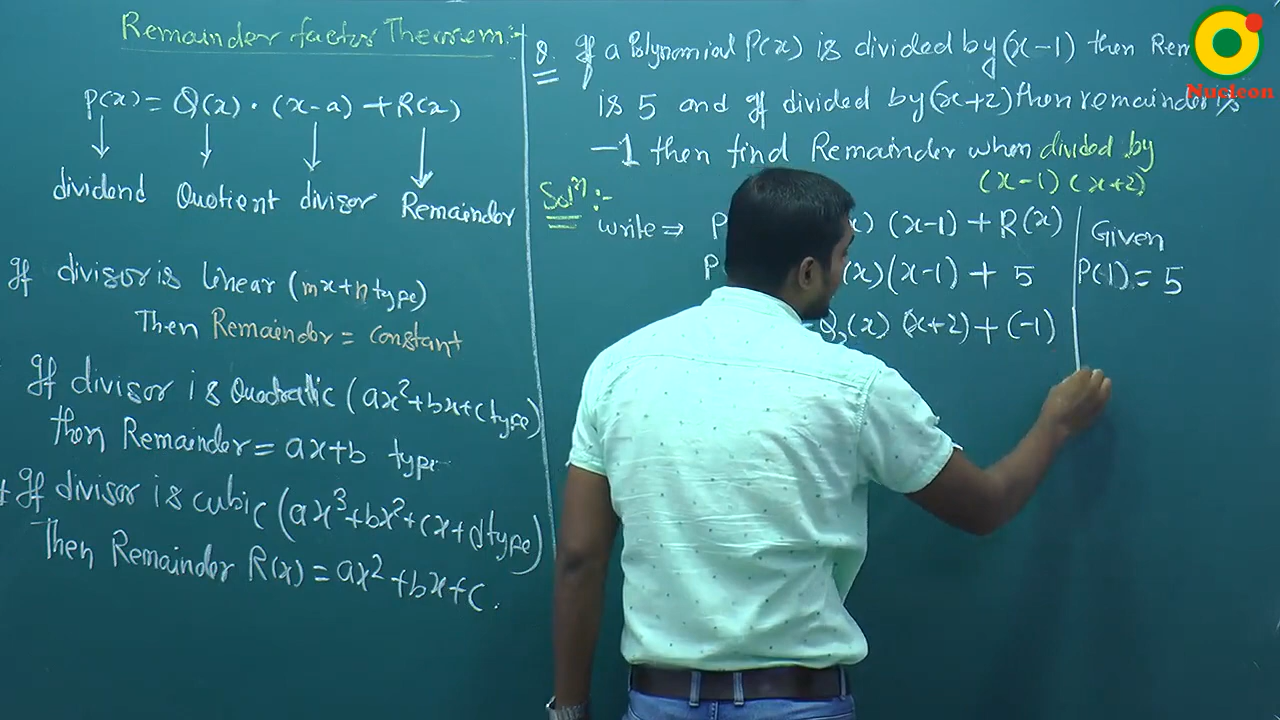 Remainder factor Theorem:-
P(x) = Q(x) · (x-a) + R(x)
dividend Quotient divisor Remainder
If divisor is linear (mx+n type)
Then Remainder = constant
If divisor is Quadratic (ax²+bx+c type)
then Remainder = ax+b type
If divisor is cubic (ax³+bx²+cx+d type)
Then Remainder R(x) = ax²+bx+c.
8. If a Polynomial P(x) is divided by (x-1) then Rem
is 5 and If divided by (x+2) then remainder is
-1 then find Remainder when divided by
(x-1) (x+2)
Solⁿ:-
write ⇒ P (x) (x-1) + R(x)
P (x) (x-1) + 5
(x) (x+2) + (-1)
Given
P(1) = 5
Nucleon